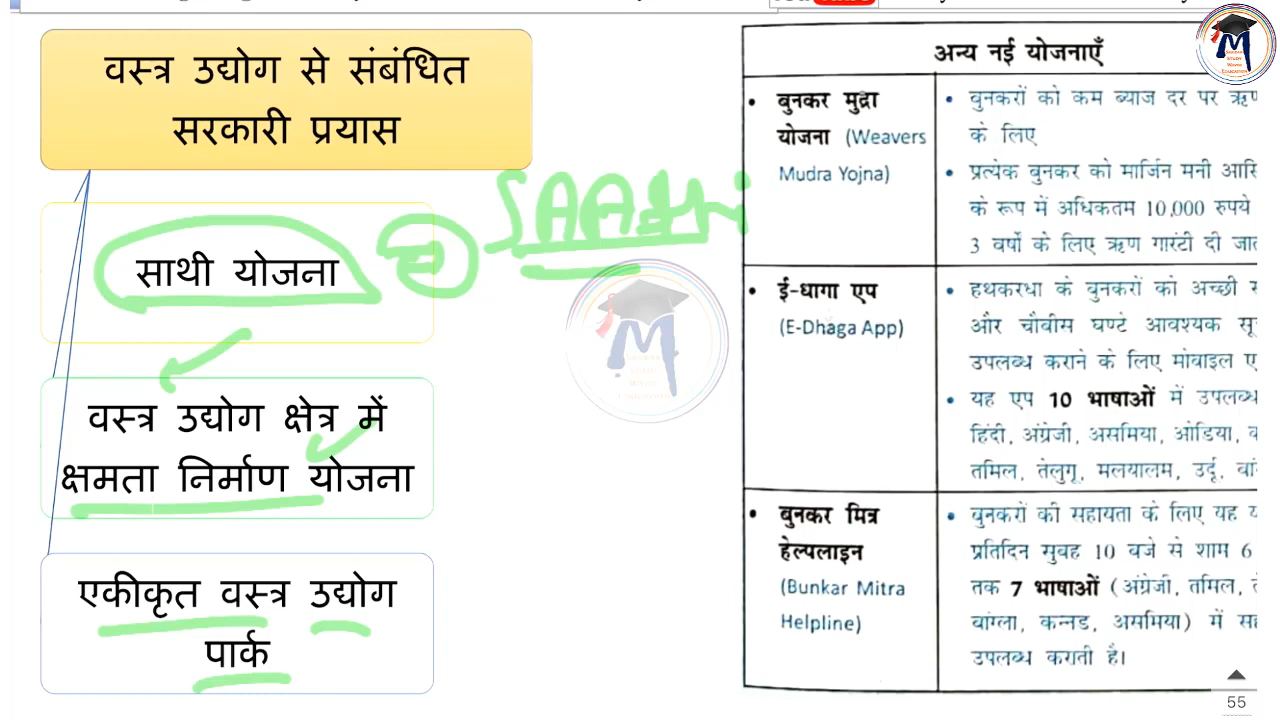 वस्त्र उद्योग से संबंधित
सरकारी प्रयास
साथी योजना
= SAATHI
वस्त्र उद्योग क्षेत्र में
क्षमता निर्माण योजना
एकीकृत वस्त्र उद्योग
पार्क
अन्य नई योजनाएँ
• बुनकर मुद्रा
योजना (Weavers
Mudra Yojna)
• बुनकरों को कम ब्याज दर पर ऋण
के लिए
• प्रत्येक बुनकर को मार्जिन मनी
के रूप में अधिकतम 10,000 रुपये
3 वर्षों के लिए ऋण गारंटी दी
• ई-धागा एप
(E-Dhaga App)
• हथकरधा के बुनकरों को अच्छी
और चौबीस घण्टे आवश्यक
उपलब्ध कराने के लिए मोबाइल
• यह एप 10 भाषाओं में उपलब्ध
हिंदी, अंग्रेजी, असमिया, ओडिया,
तमिल, तेलुगू, मलयालम, उर्दू,
• बुनकर मित्र
हेल्पलाइन
(Bunkar Mitra
Helpline)
• बुनकरों की सहायता के लिए यह
प्रतिदिन सुबह 10 बजे से शाम 6
तक 7 भाषाओं (अंग्रेजी, तमिल,
बांग्ला, कन्नड, असमिया) में
उपलब्ध कराती है।
55